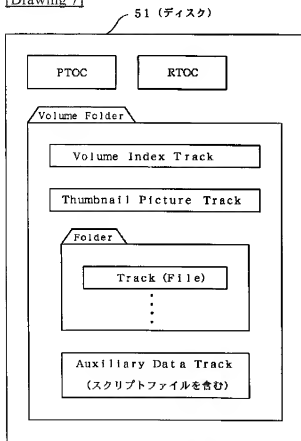 [Drawing 7]
51 (ディスク)
PTOC
RTOC
Volume Folder
Volume Index Track
Thumbnail Picture Track
Folder
Track (File)
Auxiliary Data Track
(スクリプトファイルを含む)